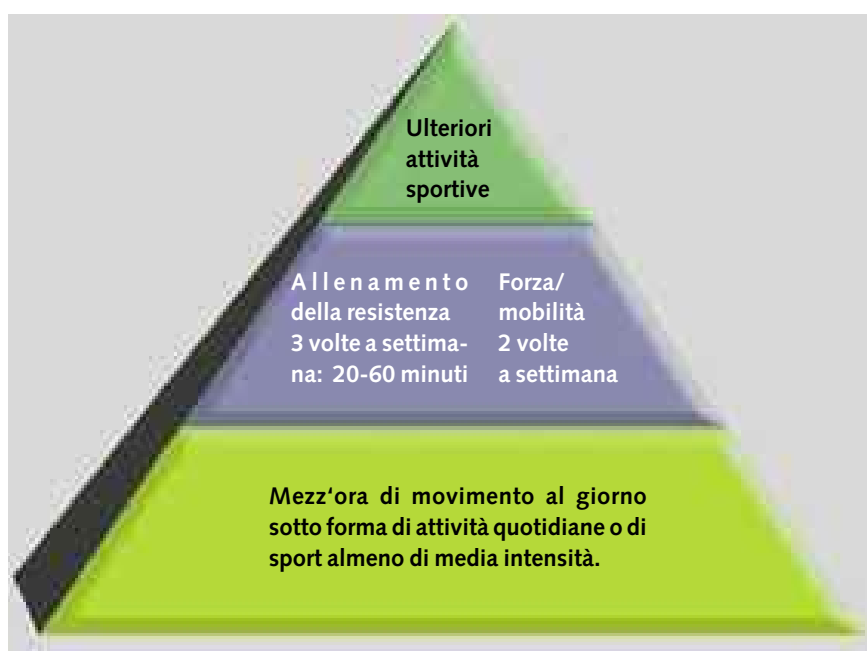 Ulteriori
attività
sportive
Allenamento
della resistenza
3 volte a settima-
na: 20-60 minuti
Forza/
mobilità
2 volte
a settimana
Mezz‘ora di movimento al giorno
sotto forma di attività quotidiane o di
sport almeno di media intensità.